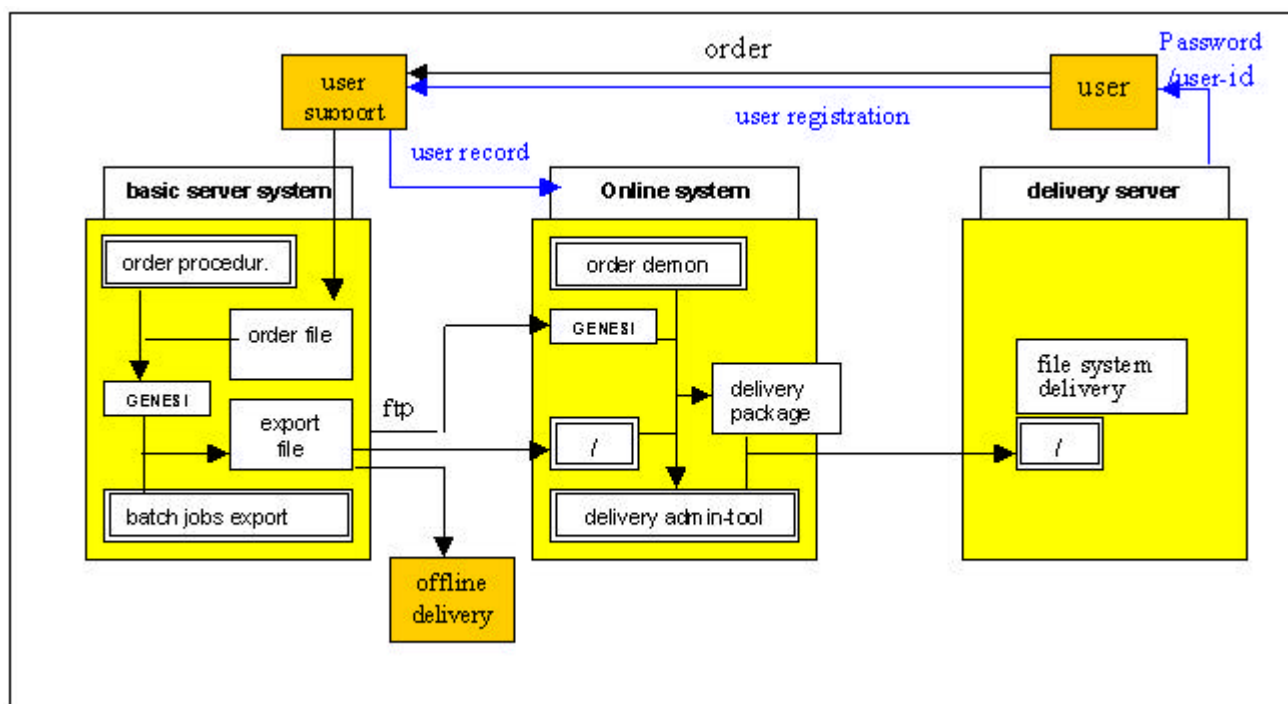 order
Password
/user-id
user
support
user
user registration
user record
basic server system
Online system
delivery server
order procedur.
order demon
order file
GENESI
file system
delivery
GENESI
delivery
package
ftp
export
file
/
/
batch jobs export
delivery admin-tool
offline
delivery